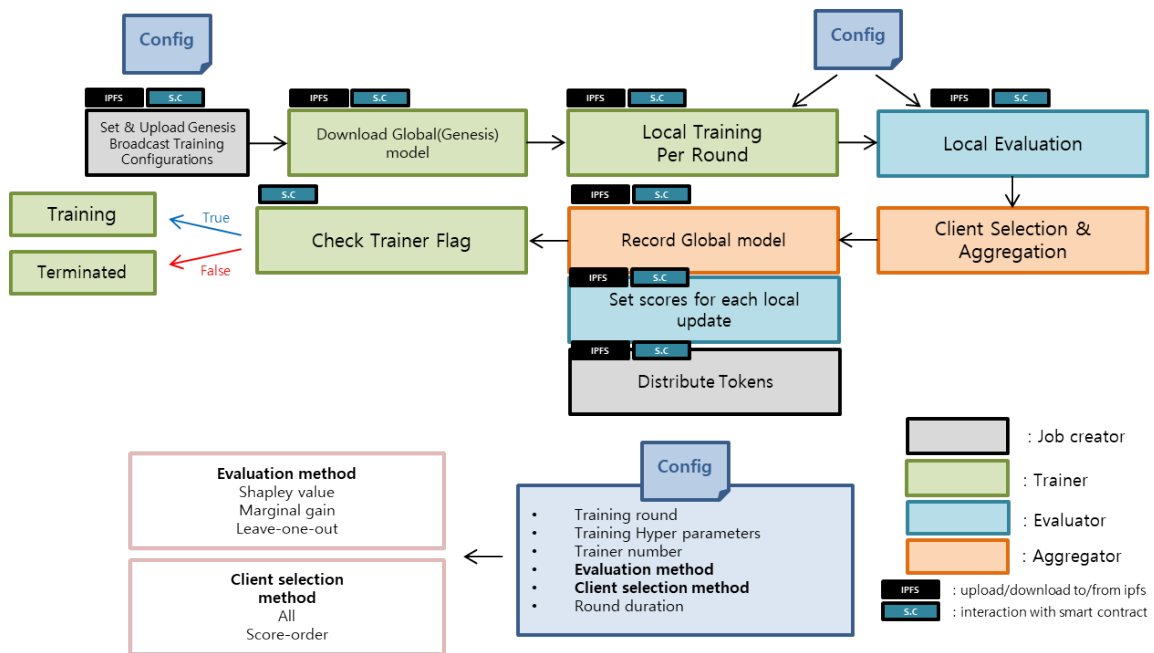 Config
Config
IPFS
S.C
IPFS
S.C
IPFS
S.C
IPFS
S.C
Set & Upload Genesis
Broadcast Training
Configurations
Download Global(Genesis)
model
Local Training
Per Round
Local Evaluation
S.C
IPFS
S.C
Training
True
Check Trainer Flag
Record Global model
Client Selection &
Aggregation
Terminated
False
IPFS
S.C
Set scores for each local
update
IPFS
S.C
Distribute Tokens
: Job creator
: Trainer
: Evaluator
: Aggregator
IPFS
: upload/download to/from ipfs
S.C
: interaction with smart contract
Evaluation method
Shapley value
Marginal gain
Leave-one-out
Client selection
method
All
Score-order
Config
• Training round
• Training Hyper parameters
• Trainer number
• Evaluation method
• Client selection method
• Round duration